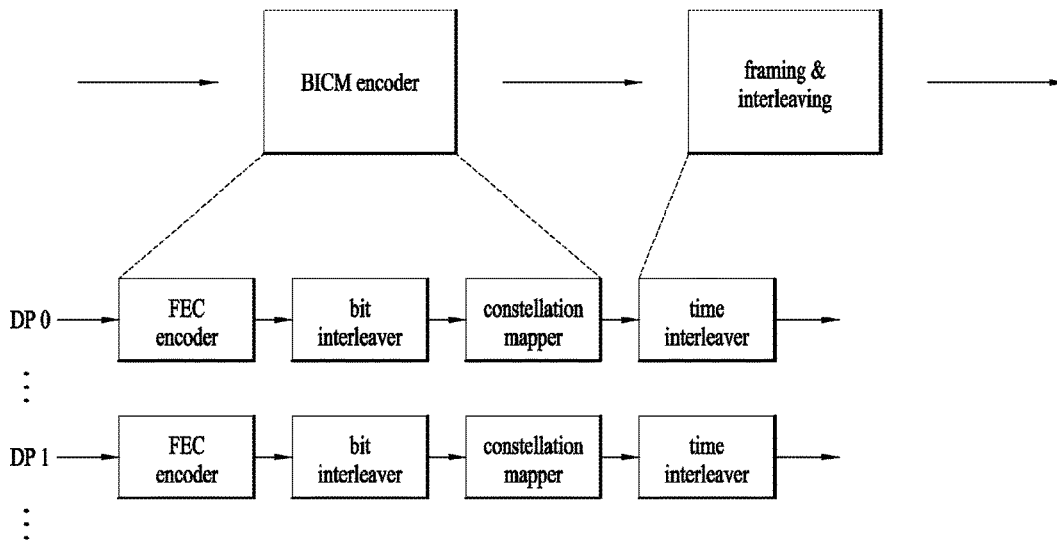 BICM encoder
framing &
interleaving
DP 0
FEC
encoder
bit
interleaver
constellation
mapper
time
interleaver
DP 1
FEC
encoder
bit
interleaver
constellation
mapper
time
interleaver